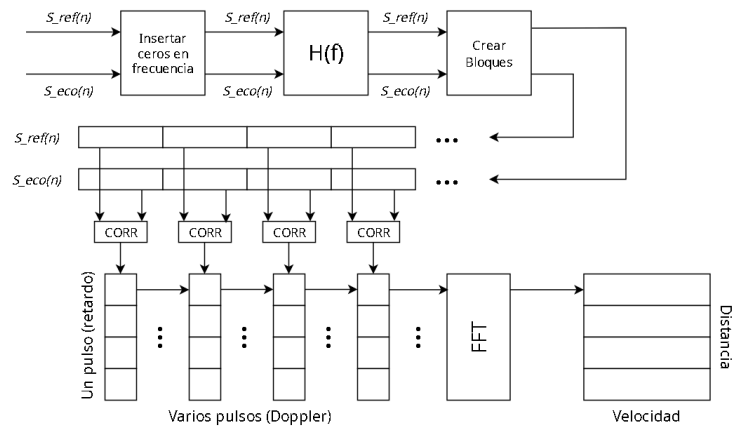 S_ref(n)
S_ref(n)
S_ref(n)
Insertar
ceros en
frecuencia
H(f)
Crear
Bloques
S_eco(n)
S_eco(n)
S_eco(n)
S_ref(n)
...
S_eco(n)
...
CORR
CORR
CORR
CORR
Un pulso (retardo)
FFT
Distancia
Varios pulsos (Doppler)
Velocidad